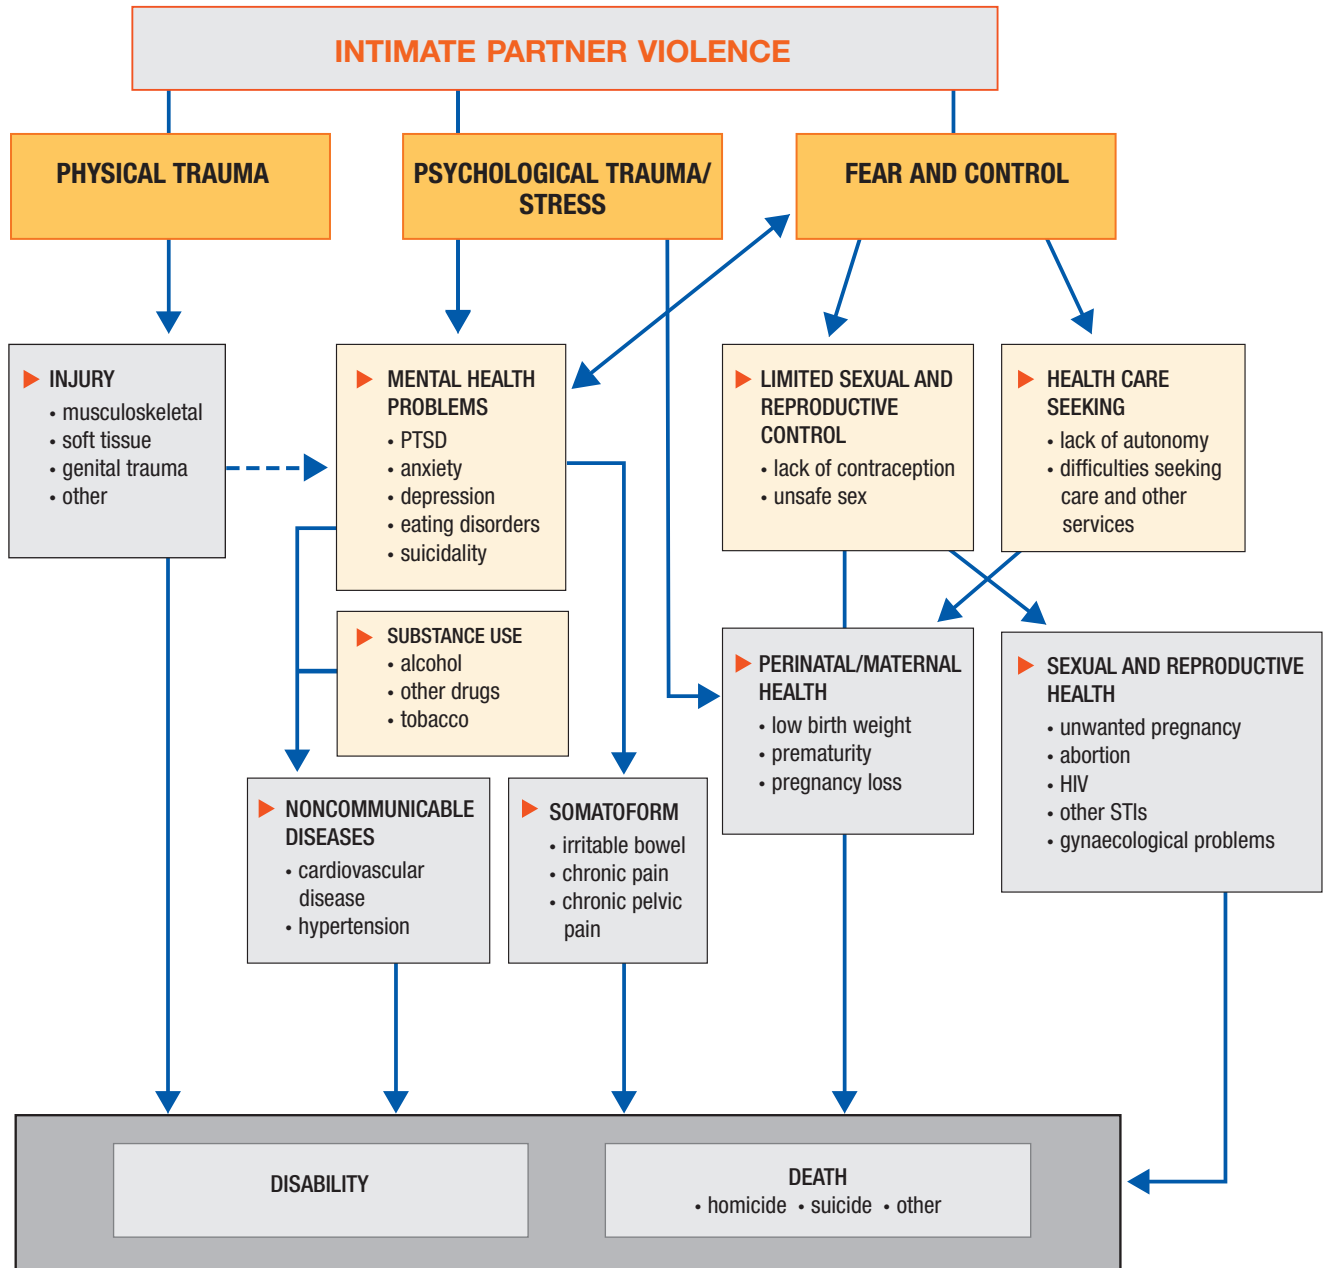 INTIMATE PARTNER VIOLENCE
PHYSICAL TRAUMA
PSYCHOLOGICAL TRAUMA/
STRESS
FEAR AND CONTROL
INJURY
• musculoskeletal
• soft tissue
• genital trauma
• other
MENTAL HEALTH
PROBLEMS
• PTSD
• anxiety
• depression
• eating disorders
• suicidality
LIMITED SEXUAL AND
REPRODUCTIVE
CONTROL
• lack of contraception
• unsafe sex
HEALTH CARE
SEEKING
• lack of autonomy
• difficulties seeking
care and other
services
SUBSTANCE USE
• alcohol
• other drugs
• tobacco
PERINATAL/MATERNAL
HEALTH
• low birth weight
• prematurity
• pregnancy loss
SEXUAL AND REPRODUCTIVE
HEALTH
• unwanted pregnancy
• abortion
• HIV
• other STIs
• gynaecological problems
NONCOMMUNICABLE
DISEASES
• cardiovascular
disease
• hypertension
SOMATOFORM
• irritable bowel
• chronic pain
• chronic pelvic
pain
DISABILITY
DEATH
• homicide • suicide • other